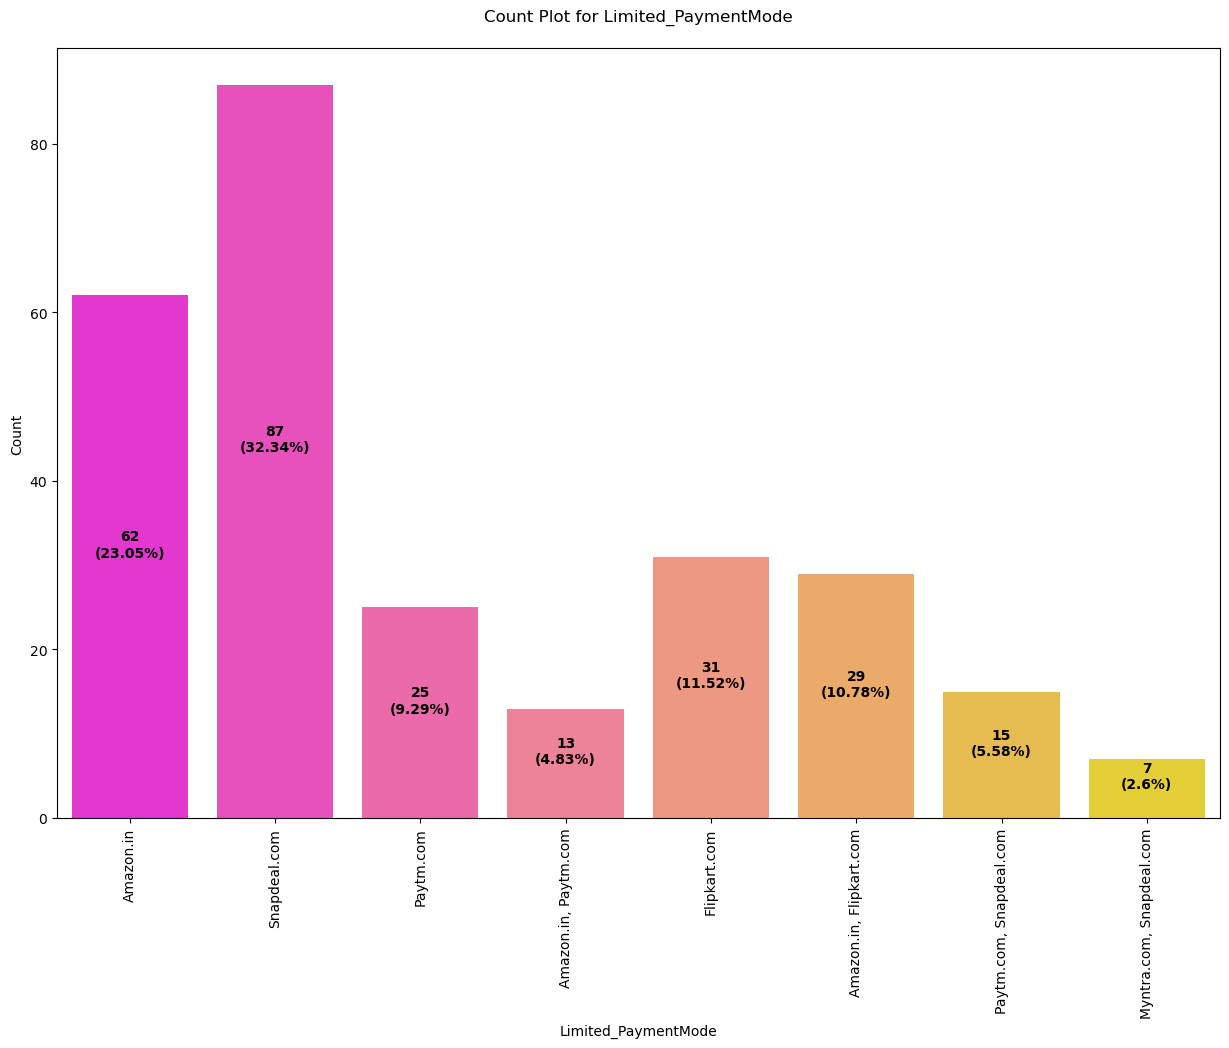 Count Plot for Limited_PaymentMode
Count
80
60
40
20
0
62
(23.05%)
87
(32.34%)
25
(9.29%)
13
(4.83%)
31
(11.52%)
29
(10.78%)
15
(5.58%)
7
(2.6%)
Amazon.in
Snapdeal.com
Paytm.com
Amazon.in, Paytm.com
Flipkart.com
Amazon.in, Flipkart.com
Paytm.com, Snapdeal.com
Myntra.com, Snapdeal.com
Limited_PaymentMode